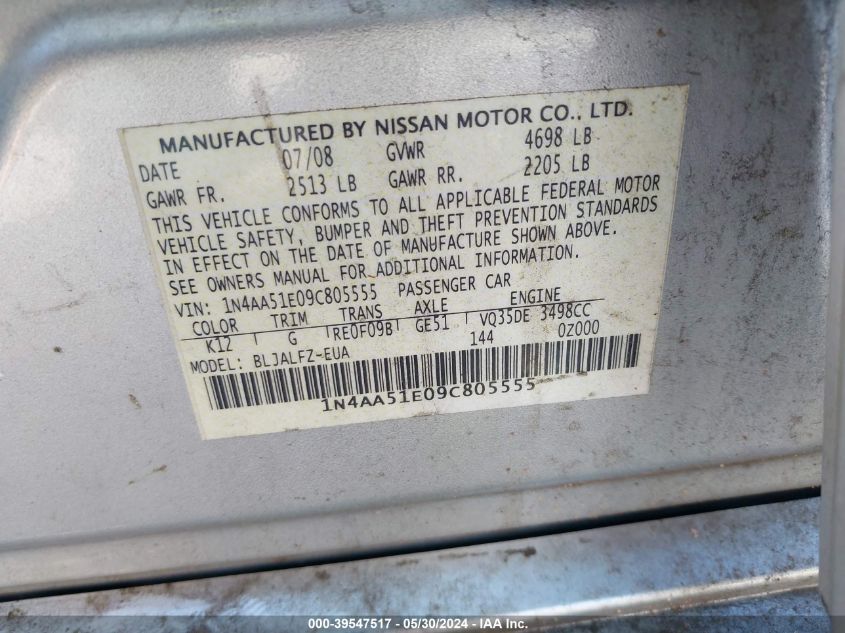 MANUFACTURED BY NISSAN MOTOR CO., LTD.
DATE 07/08 GVWR 4698 LB
GAWR FR. 2513 LB GAWR RR. 2205 LB
THIS VEHICLE CONFORMS TO ALL APPLICABLE FEDERAL MOTOR
VEHICLE SAFETY, BUMPER AND THEFT PREVENTION STANDARDS
IN EFFECT ON THE DATE OF MANUFACTURE SHOWN ABOVE.
SEE OWNERS MANUAL FOR ADDITIONAL INFORMATION.
VIN: 1N4AA51E09C805555 PASSENGER CAR
COLOR TRIM TRANS AXLE ENGINE
K12 G RE0F09B GE51 VQ35DE 3498CC
MODEL: BLJALFZ-EUA 144 0Z000
1N4AA51E09C805555
000-39547517 - 05/30/2024 - IAA, Inc.